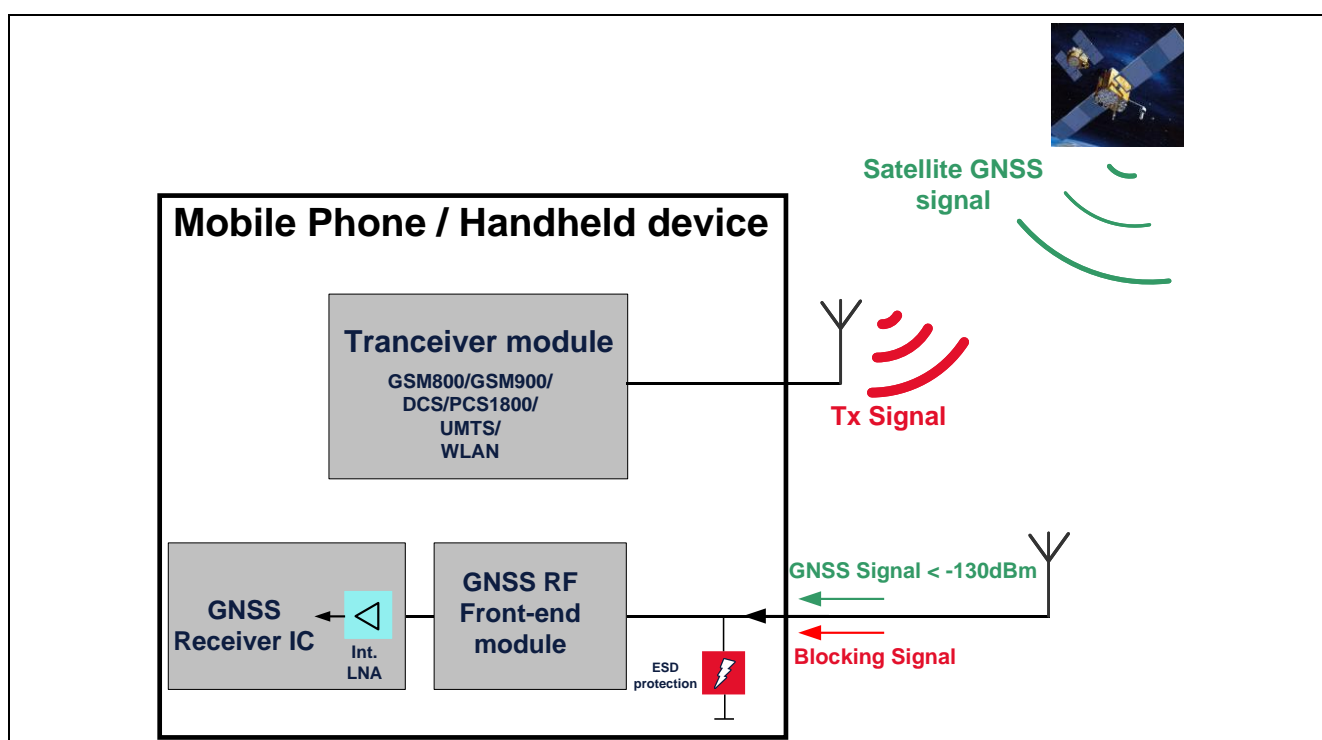 Satellite GNSS
signal
Mobile Phone / Handheld device
Tranceiver module
GSM800/GSM900/
DCS/PCS1800/
UMTS/
WLAN
Tx Signal
GNSS Signal < -130dBm
Blocking Signal
GNSS
Receiver IC
Int.
LNA
GNSS RF
Front-end
module
ESD
protection